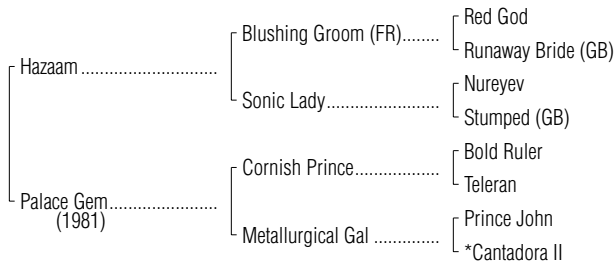 Red God
Blushing Groom (FR)........
Runaway Bride (GB)
Hazaam ............................
Nureyev
Sonic Lady.......................
Stumped (GB)
Bold Ruler
Cornish Prince.................
Teleran
Palace Gem......................
(1981)
Prince John
Metallurgical Gal .............
*Cantadora II